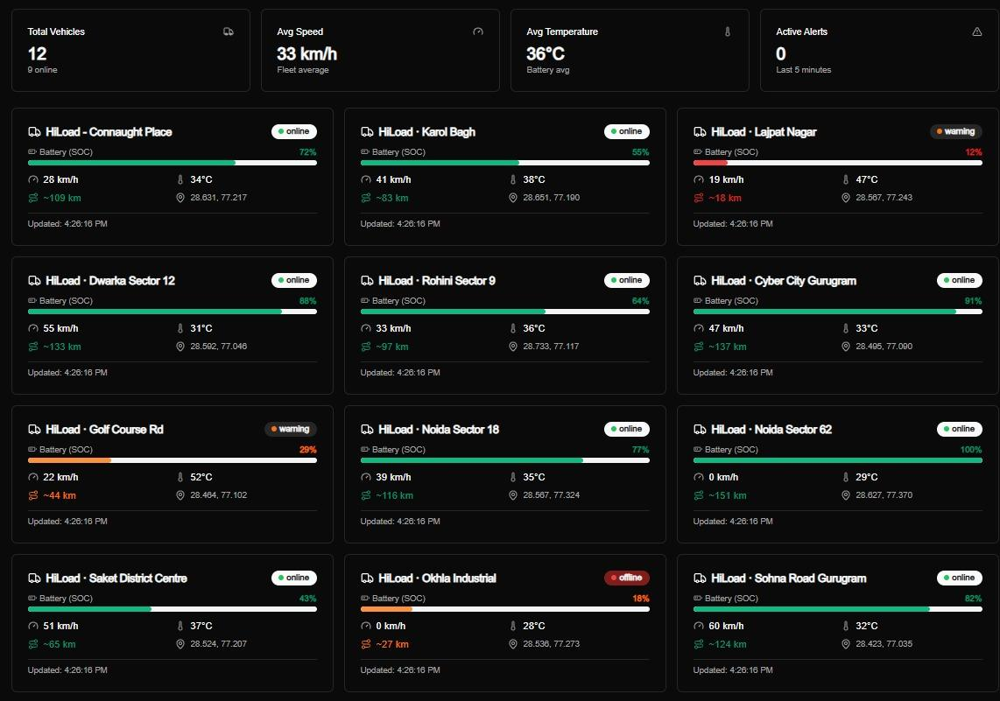 Total Vehicles
12
9 online
Avg Speed
33 km/h
Fleet average
Avg Temperature
36°C
Battery avg
Active Alerts
0
Last 5 minutes
HiLoad - Connaught Place
online
Battery (SOC)
72%
28 km/h
34°C
~109 km
28.631, 77.217
Updated: 4:26:16 PM
HiLoad · Karol Bagh
online
Battery (SOC)
55%
41 km/h
38°C
~83 km
28.651, 77.190
Updated: 4:26:16 PM
HiLoad · Lajpat Nagar
warning
Battery (SOC)
12%
19 km/h
47°C
~18 km
28.567, 77.243
Updated: 4:26:16 PM
HiLoad · Dwarka Sector 12
online
Battery (SOC)
88%
55 km/h
31°C
~133 km
28.592, 77.046
Updated: 4:26:16 PM
HiLoad · Rohini Sector 9
online
Battery (SOC)
64%
33 km/h
36°C
~97 km
28.733, 77.117
Updated: 4:26:16 PM
HiLoad · Cyber City Gurugram
online
Battery (SOC)
91%
47 km/h
33°C
~137 km
28.495, 77.090
Updated: 4:26:16 PM
HiLoad · Golf Course Rd
warning
Battery (SOC)
29%
22 km/h
52°C
~44 km
28.464, 77.102
Updated: 4:26:16 PM
HiLoad · Noida Sector 18
online
Battery (SOC)
77%
39 km/h
35°C
~116 km
28.567, 77.324
Updated: 4:26:16 PM
HiLoad · Noida Sector 62
online
Battery (SOC)
100%
0 km/h
29°C
~151 km
28.627, 77.370
Updated: 4:26:16 PM
HiLoad · Saket District Centre
online
Battery (SOC)
43%
51 km/h
37°C
~65 km
28.524, 77.207
Updated: 4:26:16 PM
HiLoad · Okhla Industrial
offline
Battery (SOC)
18%
0 km/h
28°C
~27 km
28.536, 77.273
Updated: 4:26:16 PM
HiLoad · Sohna Road Gurugram
online
Battery (SOC)
82%
60 km/h
32°C
~124 km
28.423, 77.035
Updated: 4:26:16 PM